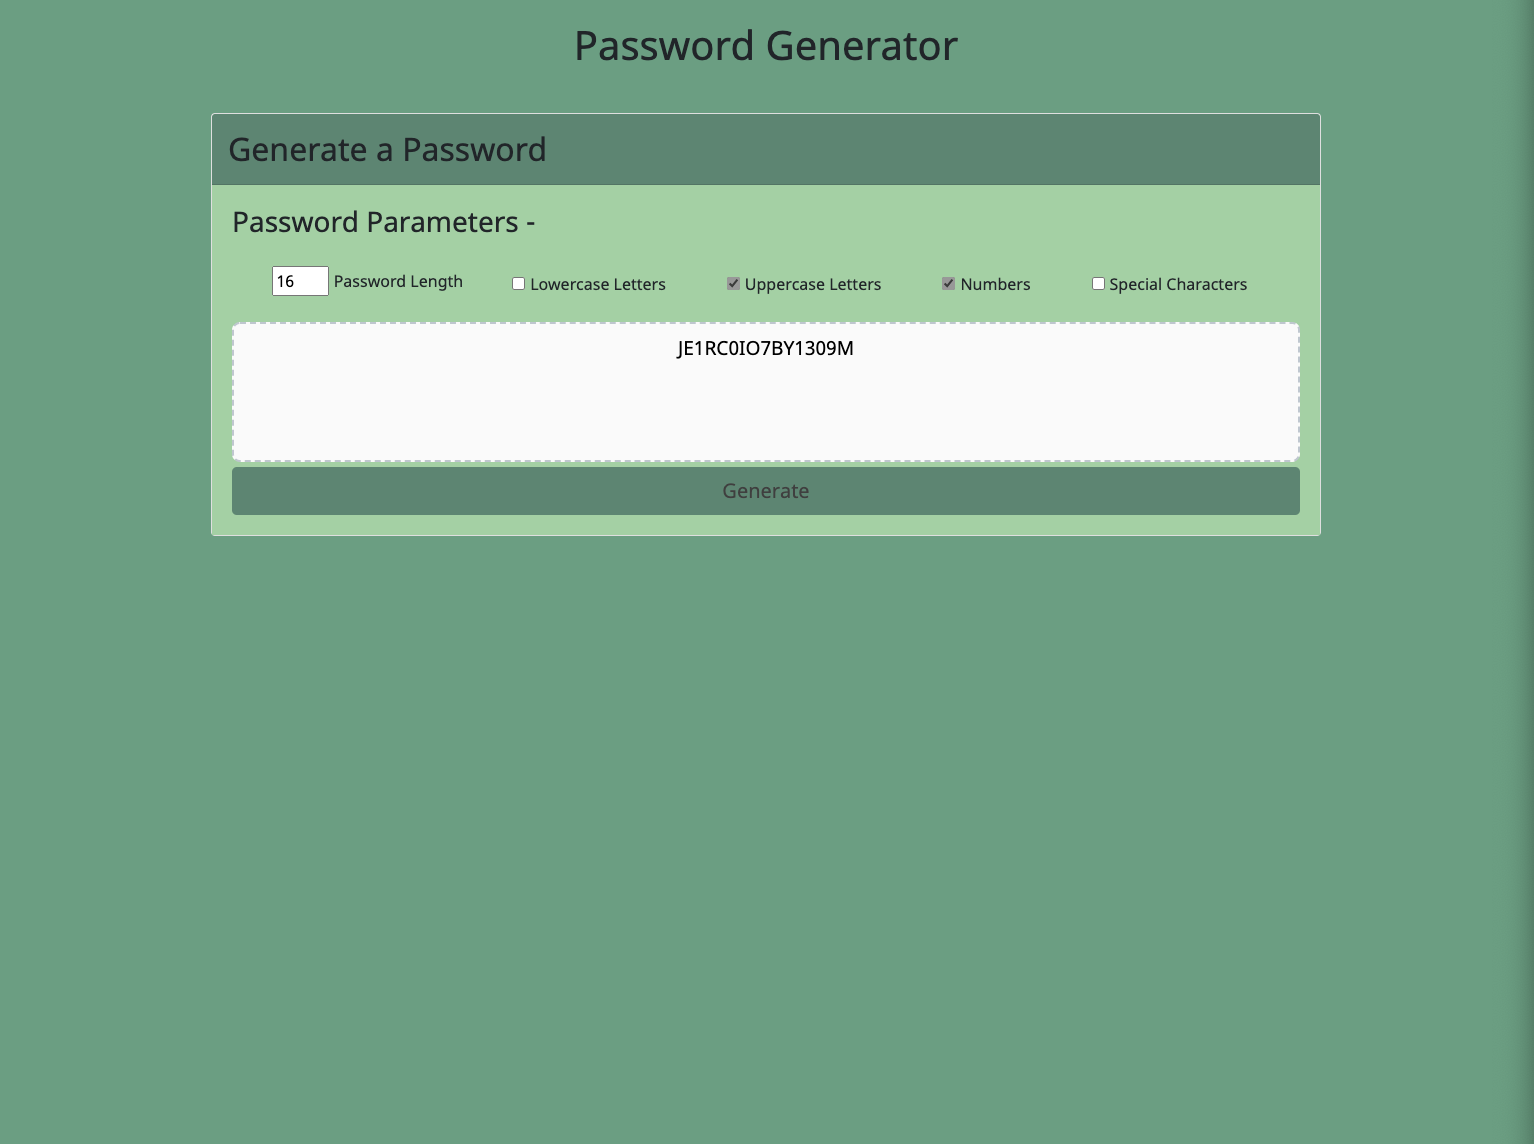 Password Generator
Generate a Password
Password Parameters -
16 Password Length Lowercase Letters Uppercase Letters Numbers Special Characters
JE1RC0IO7BY1309M
Generate